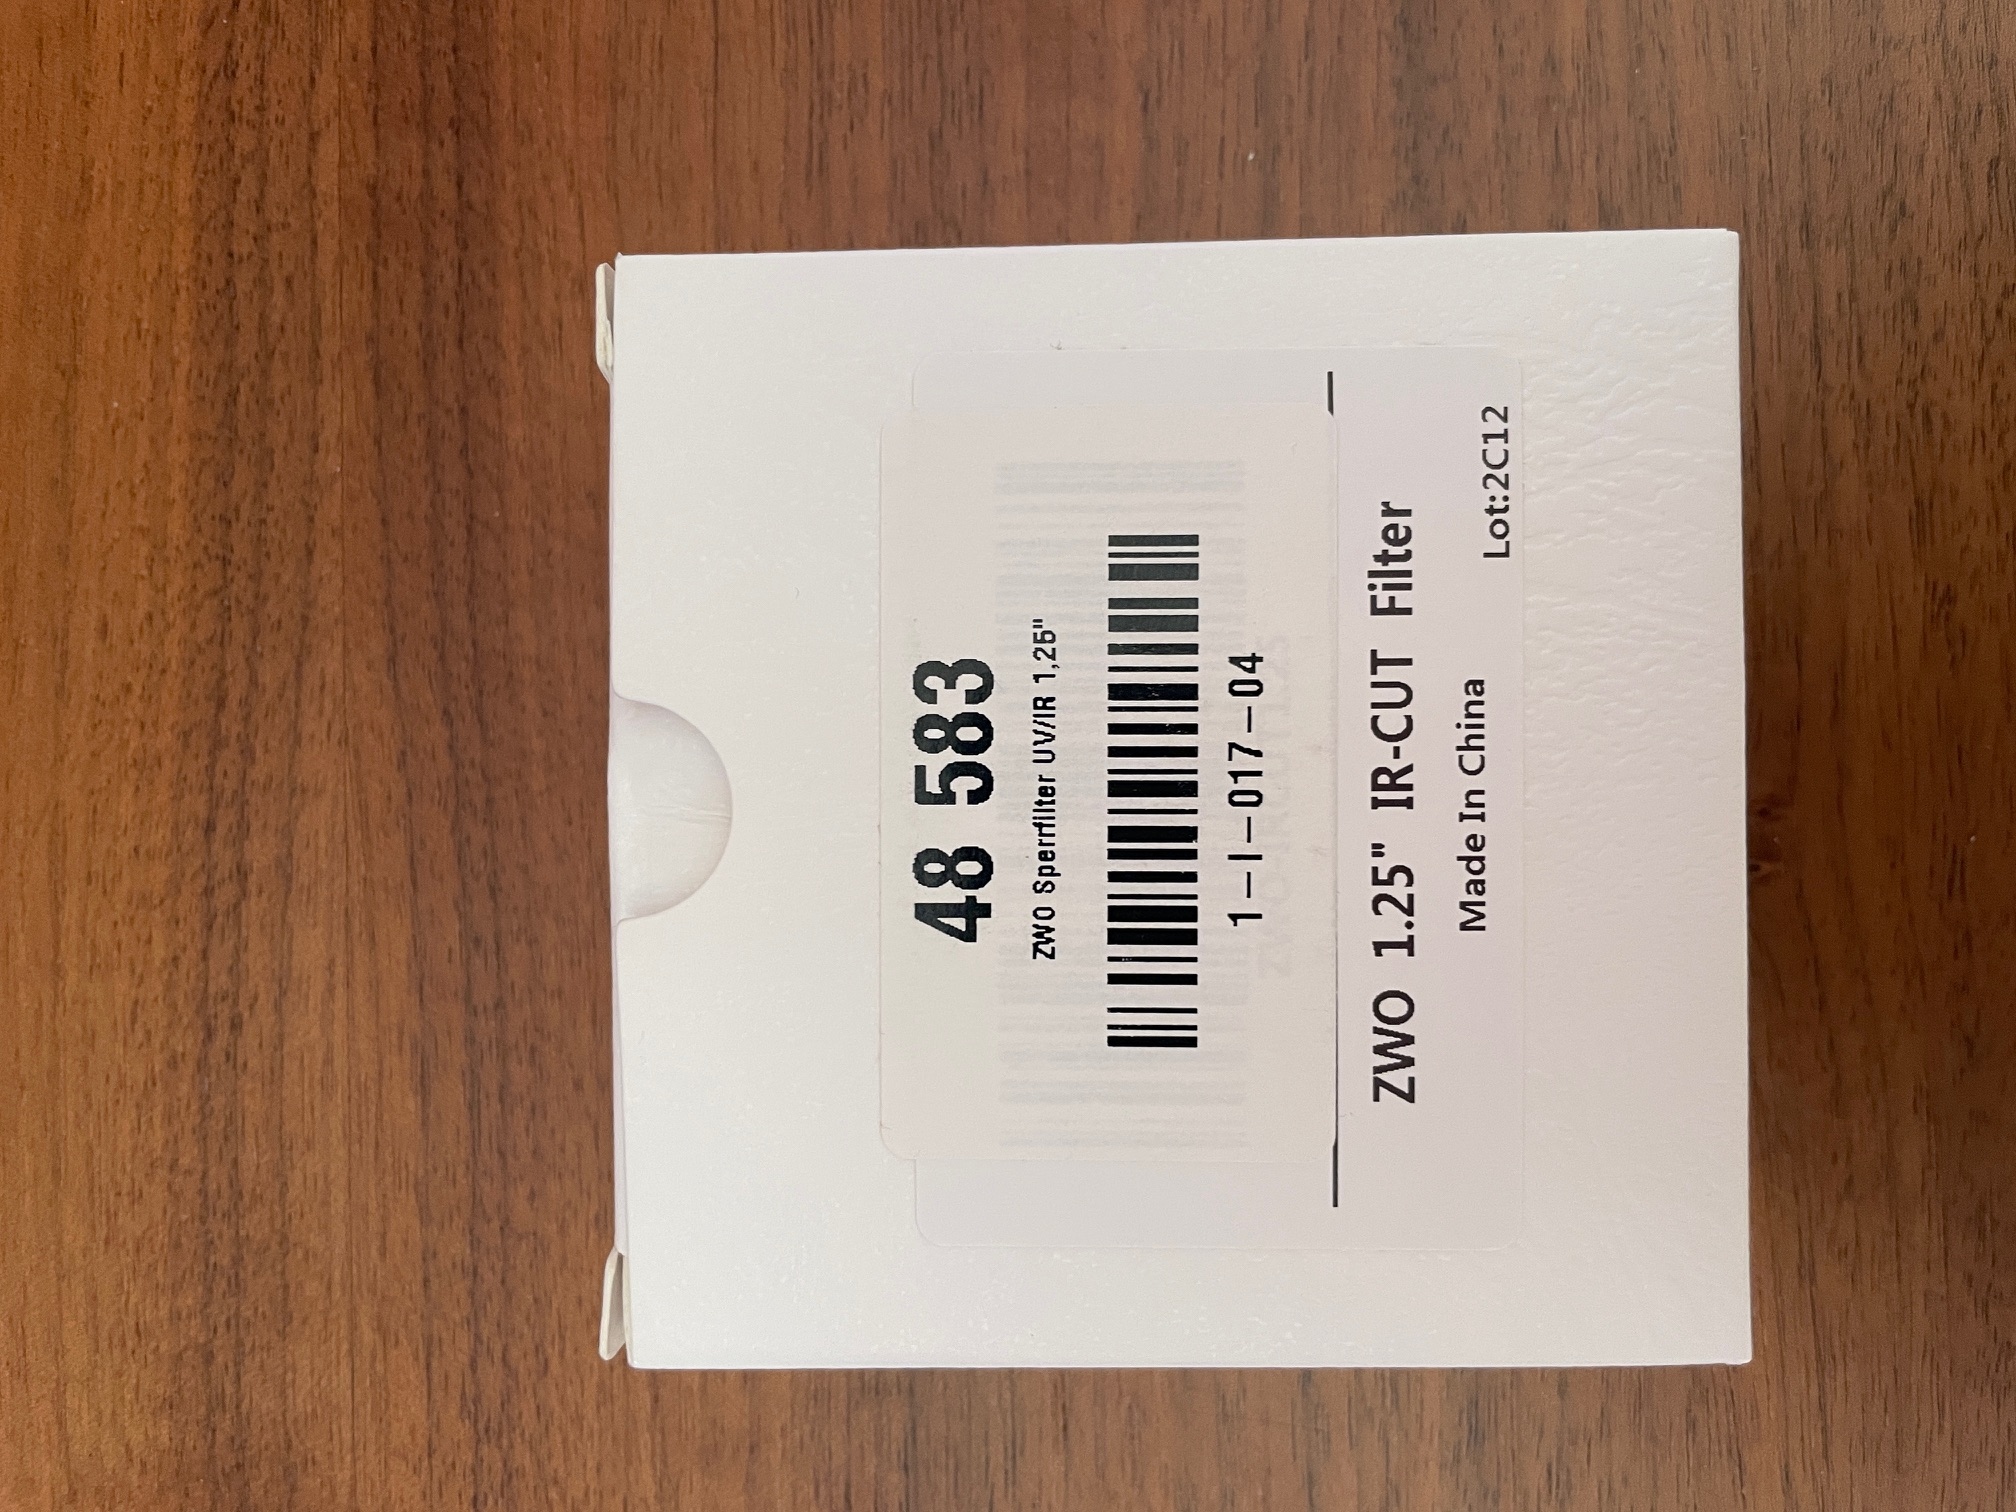 48 583
ZWO Sperrfilter UV/IR 1,25"
1-I-017-04
ZWO 1.25" IR-CUT Filter
Made In China
Lot:2C12